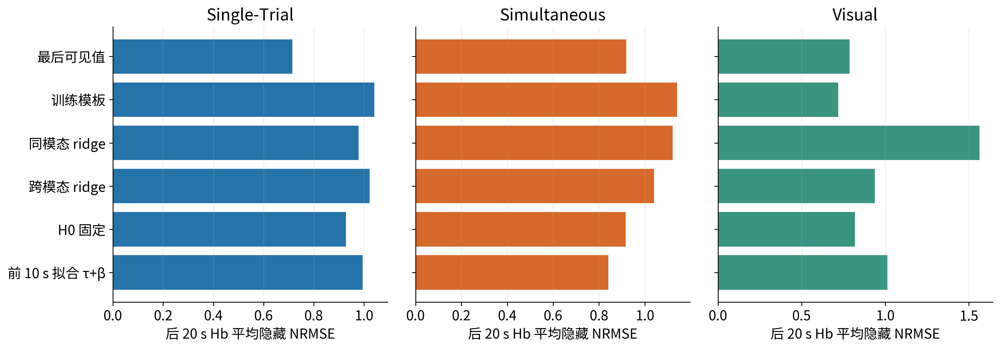 Single-Trial
Simultaneous
Visual
最后可见值
训练模板
同模态 ridge
跨模态 ridge
H0 固定
前 10 s 拟合 τ+β
0.0 0.2 0.4 0.6 0.8 1.0
0.0 0.2 0.4 0.6 0.8 1.0
0.0 0.5 1.0 1.5
后 20 s Hb 平均隐藏 NRMSE
后 20 s Hb 平均隐藏 NRMSE
后 20 s Hb 平均隐藏 NRMSE